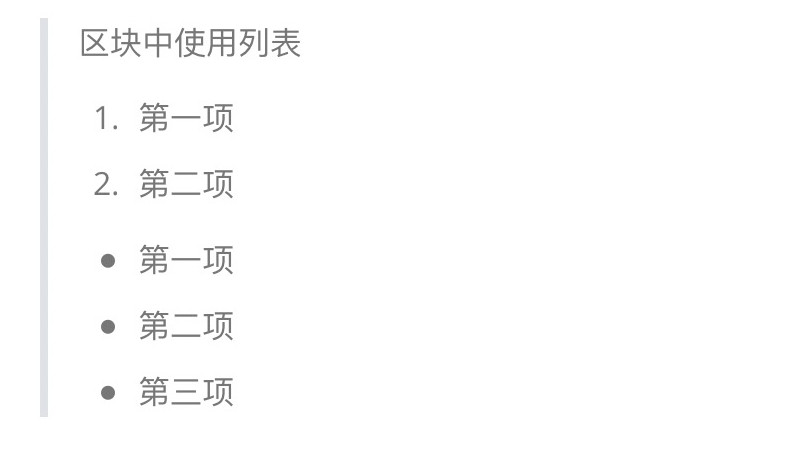 区块中使用列表
1. 第一项
2. 第二项
● 第一项
● 第二项
● 第三项